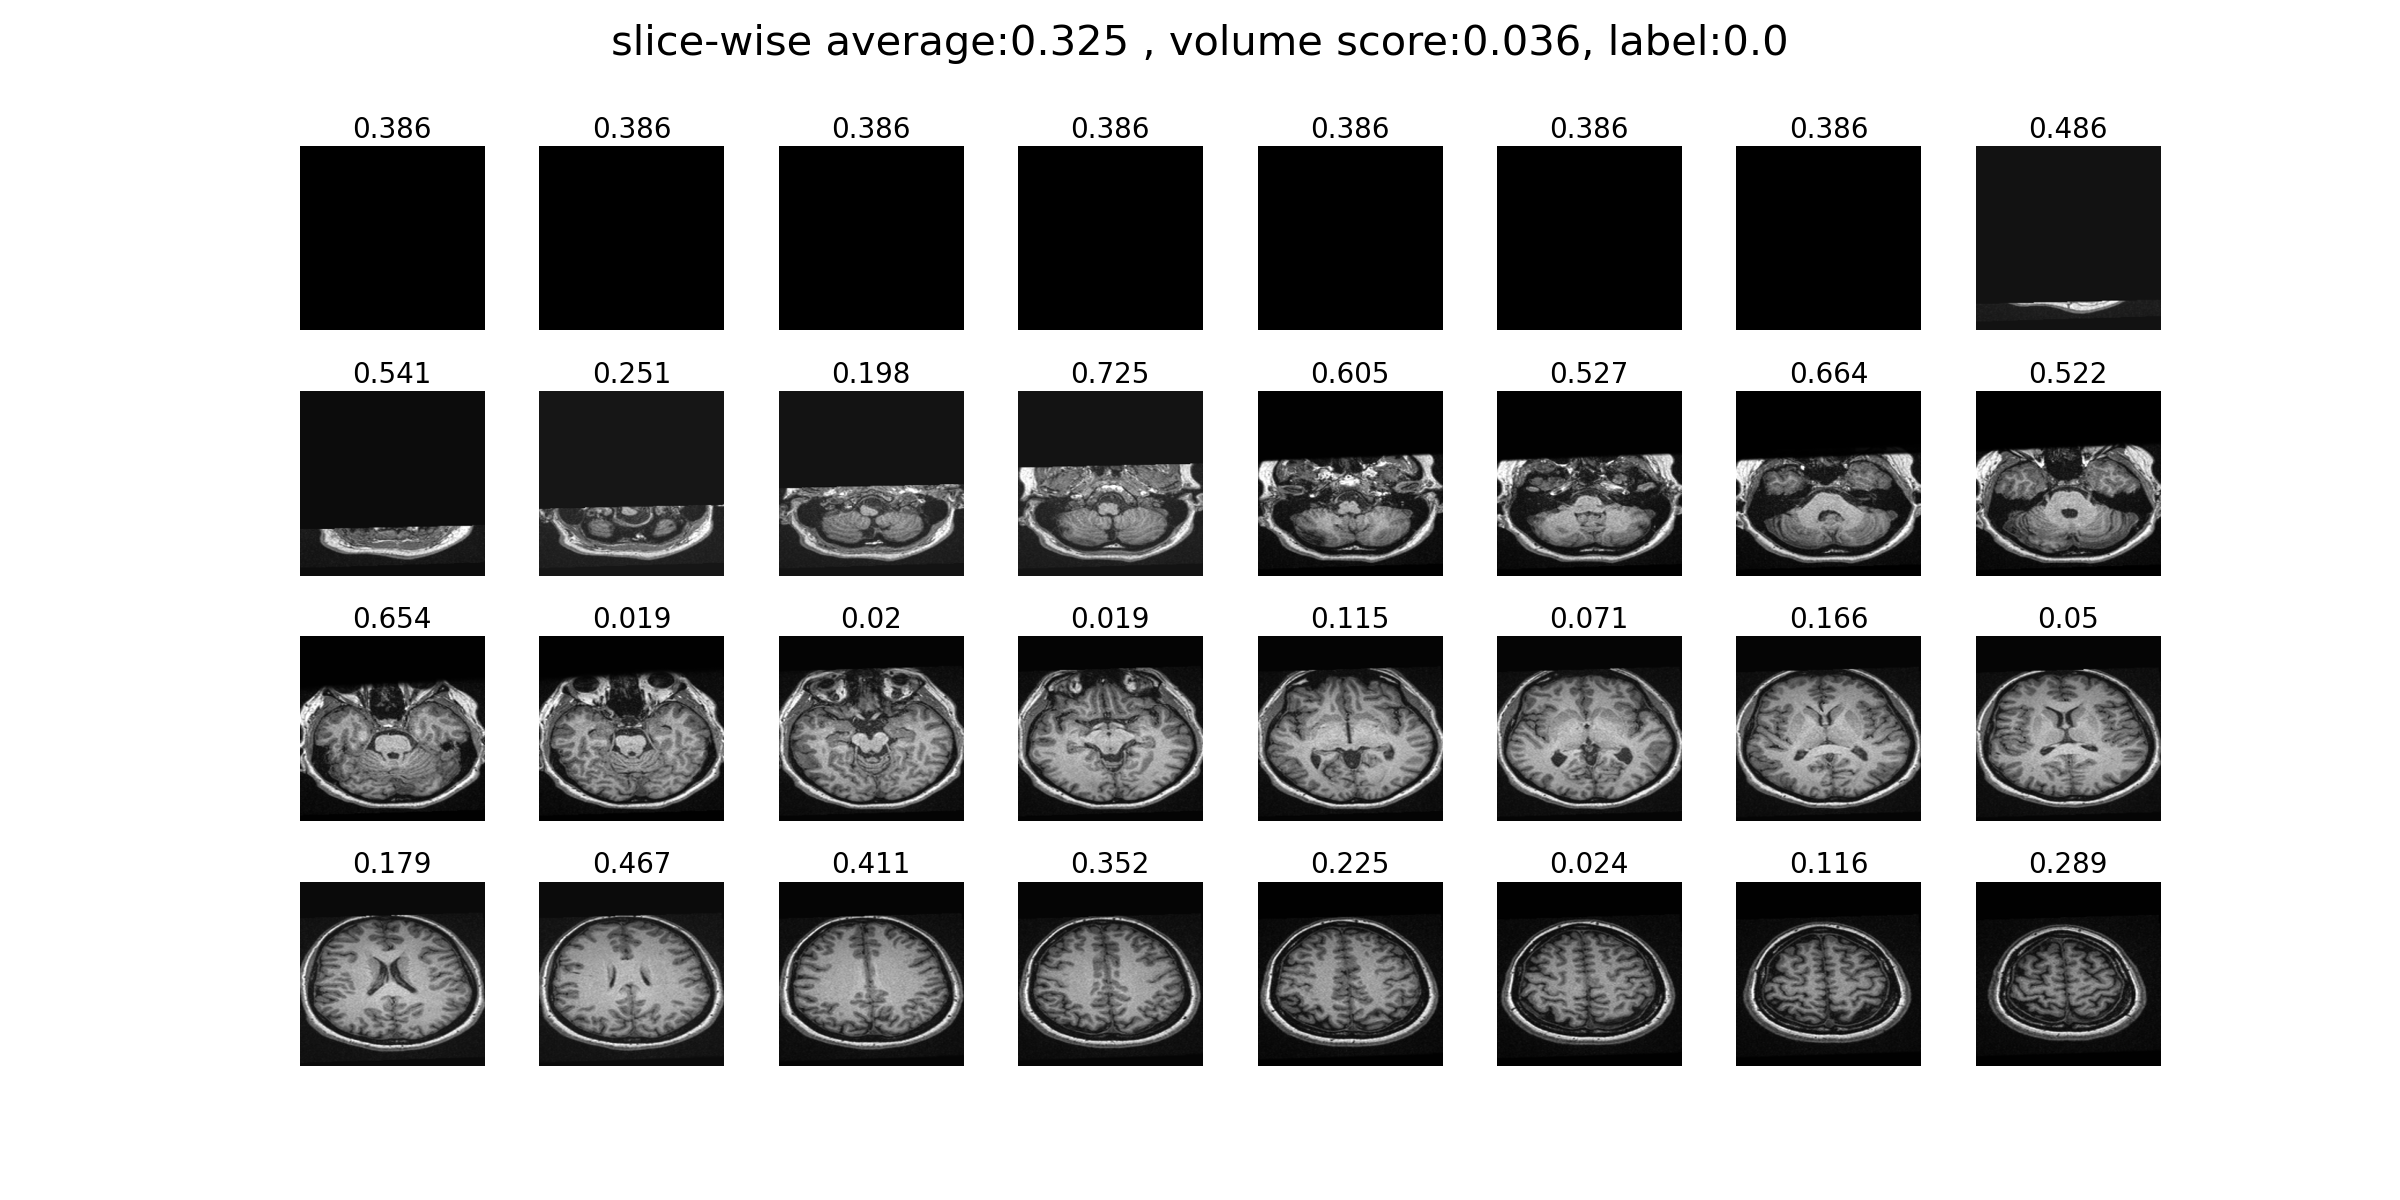 slice-wise average:0.325 , volume score:0.036, label:0.0
0.386 0.386 0.386 0.386 0.386 0.386 0.386 0.486
0.541 0.251 0.198 0.725 0.605 0.527 0.664 0.522
0.654 0.019 0.02 0.019 0.115 0.071 0.166 0.05
0.179 0.467 0.411 0.352 0.225 0.024 0.116 0.289